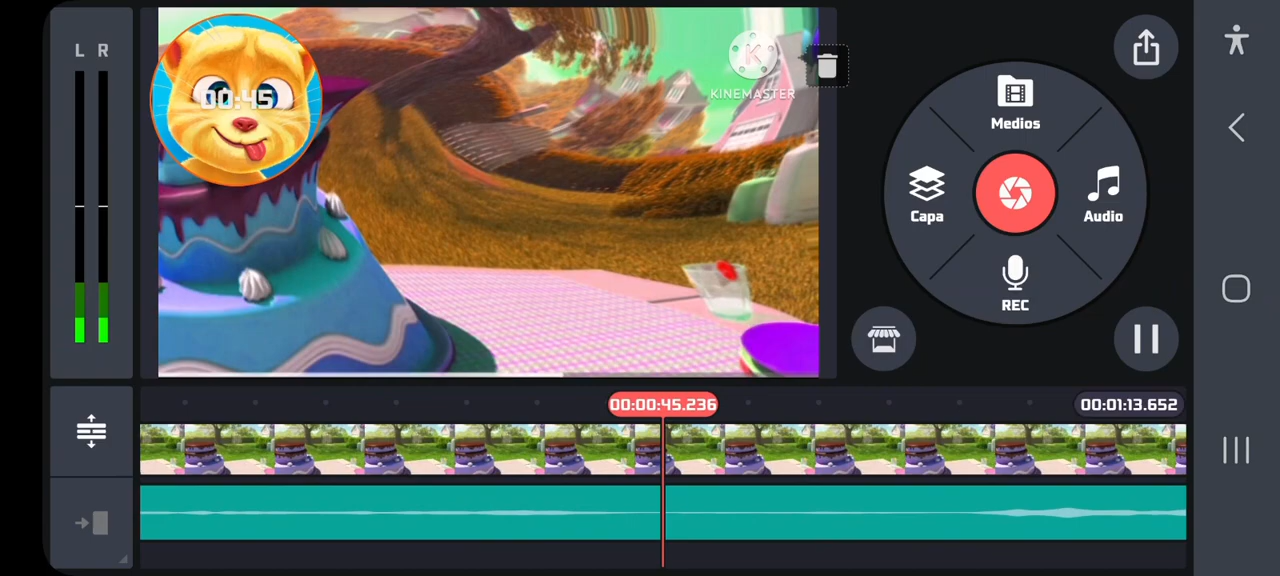 L R
00:45
K
KINEMASTER
Medios
Capa
Audio
REC
00:00:45.236
00:01:13.652